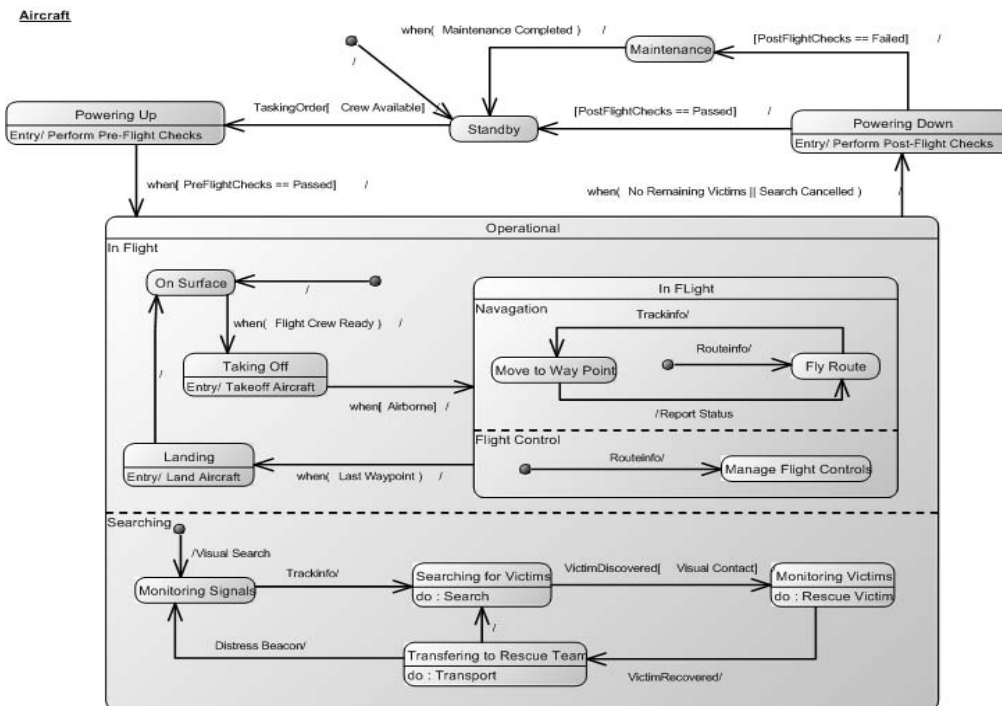 Aircraft
when( Maintenance Completed ) /
Maintenance
[PostFlightChecks == Failed] /
/
TaskingOrder[ Crew Available] /
Powering Up
Entry/ Perform Pre-Flight Checks
Standby
[PostFlightChecks == Passed] /
Powering Down
Entry/ Perform Post-Flight Checks
when[ PreFlightChecks == Passed] /
when( No Remaining Victims || Search Cancelled ) /
Operational
In Flight
On Surface
/
when( Flight Crew Ready ) /
Taking Off
Entry/ Takeoff Aircraft
when[ Airborne] /
/
In FLight
Navagation
Trackinfo/
Routeinfo/
Move to Way Point
Fly Route
/Report Status
Flight Control
Routeinfo/
Manage Flight Controls
Landing
Entry/ Land Aircraft
when( Last Waypoint ) /
Searching
/Visual Search
Monitoring Signals
Trackinfo/
Searching for Victims
do : Search
VictimDiscovered[ Visual Contact]
Monitoring Victims
do : Rescue Victim
/
Distress Beacon/
Transfering to Rescue Team
do : Transport
VictimRecovered/